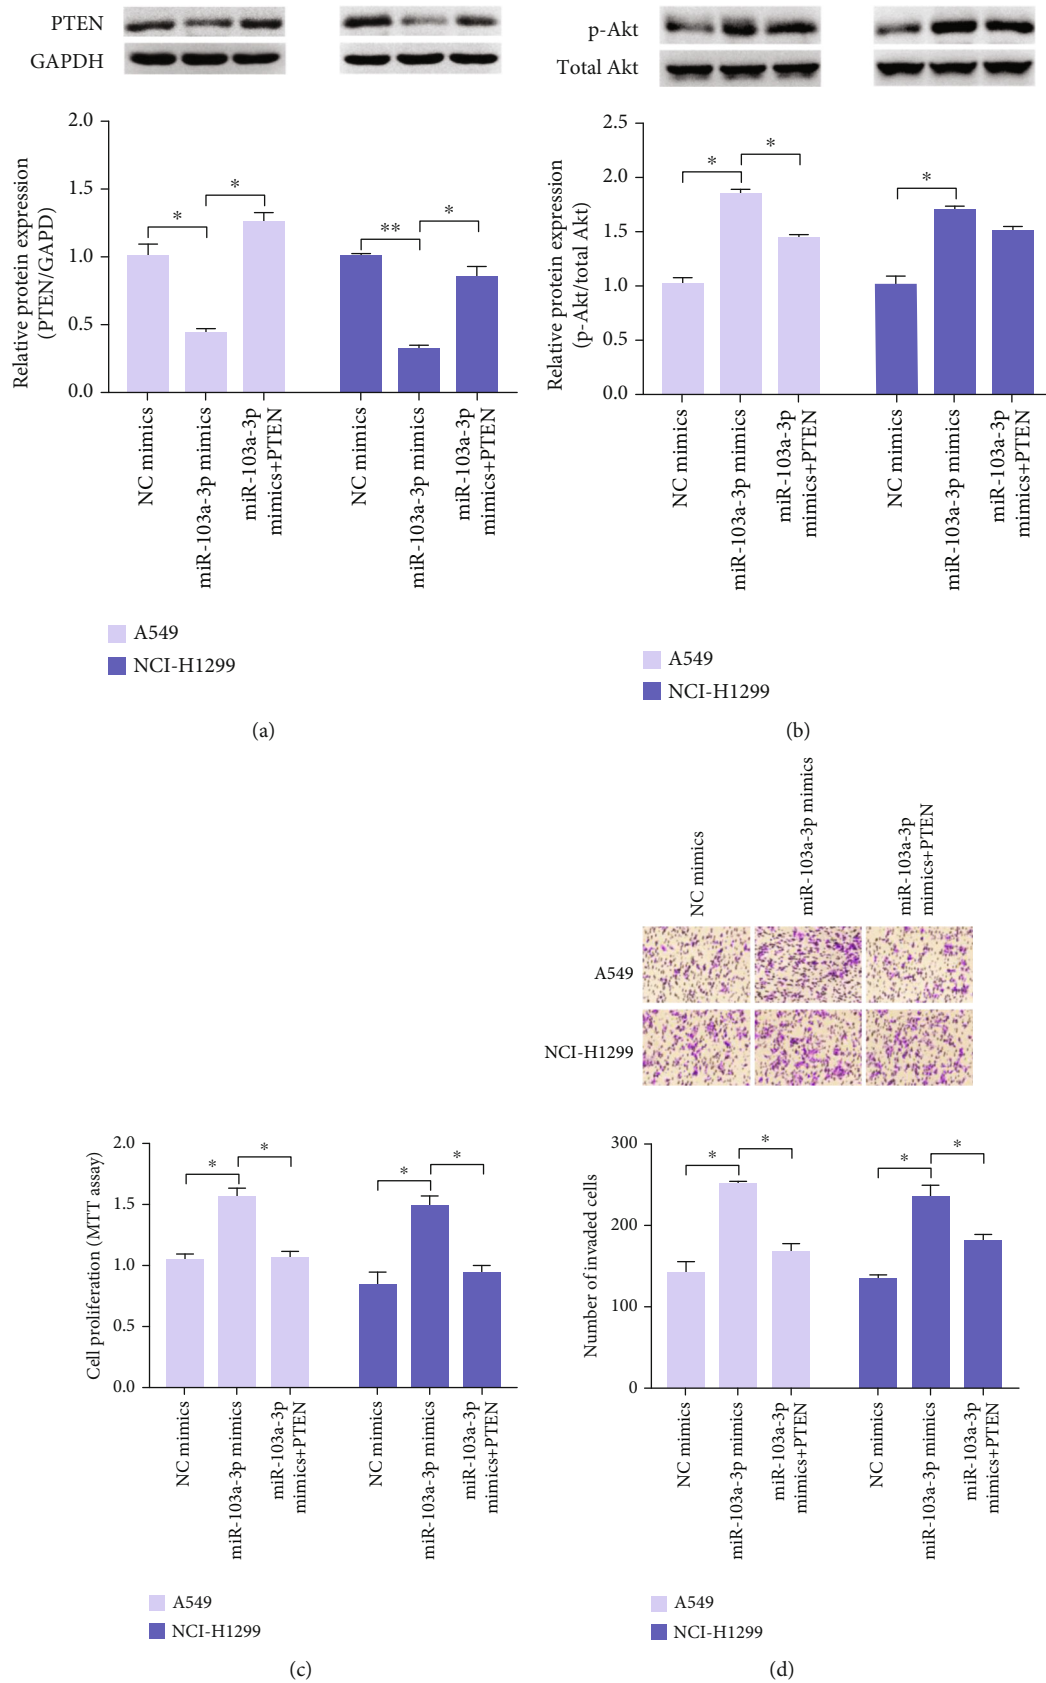 PTEN
GAPDH
2.0
1.5
1.0
0.5
0.0
Relative protein expression
(PTEN/GAPD)
*
*
**
*
NC mimics
miR-103a-3p mimics
miR-103a-3p
mimics+PTEN
NC mimics
miR-103a-3p mimics
miR-103a-3p
mimics+PTEN
A549
NCI-H1299
(a)
p-Akt
Total Akt
2.5
2.0
1.5
1.0
0.5
0.0
Relative protein expression
(p-Akt/total Akt)
*
*
*
NC mimics
miR-103a-3p mimics
miR-103a-3p
mimics+PTEN
NC mimics
miR-103a-3p mimics
miR-103a-3p
mimics+PTEN
A549
NCI-H1299
(b)
2.0
1.5
1.0
0.5
0.0
Cell proliferation (MTT assay)
*
*
*
*
NC mimics
miR-103a-3p mimics
miR-103a-3p
mimics+PTEN
NC mimics
miR-103a-3p mimics
miR-103a-3p
mimics+PTEN
A549
NCI-H1299
(c)
NC mimics
miR-103a-3p mimics
miR-103a-3p
mimics+PTEN
A549
NCI-H1299
300
200
100
0
Number of invaded cells
*
*
*
*
NC mimics
miR-103a-3p mimics
miR-103a-3p
mimics+PTEN
NC mimics
miR-103a-3p mimics
miR-103a-3p
mimics+PTEN
A549
NCI-H1299
(d)